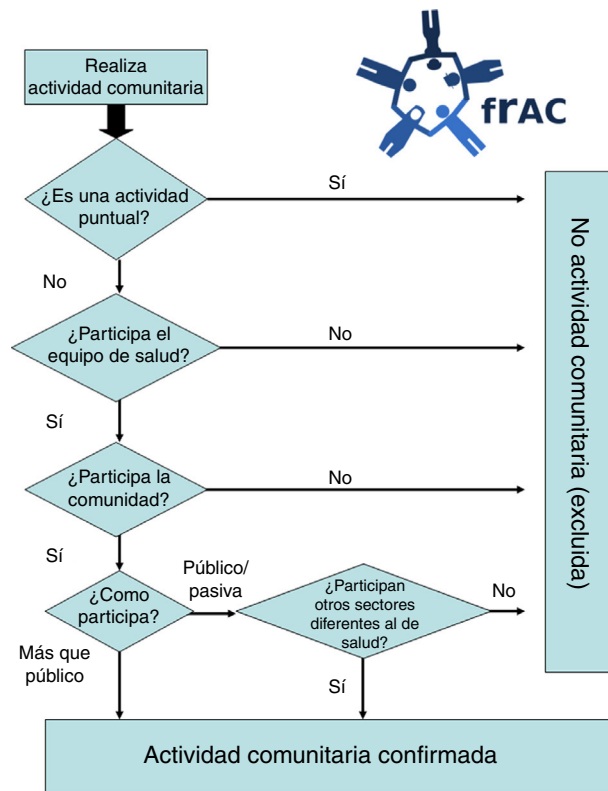 Realiza
actividad comunitaria
frAC
¿Es una actividad
puntual?
Sí
No
¿Participa el
equipo de salud?
No
Sí
¿Participa la
comunidad?
No
Sí
¿Como
participa?
Público/
pasiva
¿Participan
otros sectores
diferentes al de
salud?
No
Más que
público
Sí
No actividad
comunitaria (excluida)
Actividad comunitaria confirmada